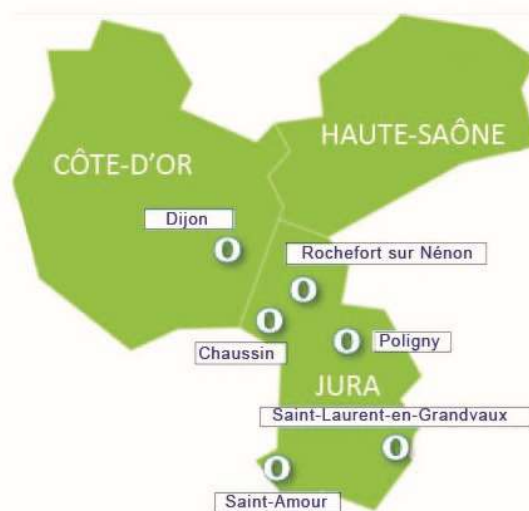 HAUTE-SAÔNE
CÔTE-D'OR
Dijon
Rochefort sur Nénon
Chaussin
Poligny
JURA
Saint-Laurent-en-Grandvaux
Saint-Amour